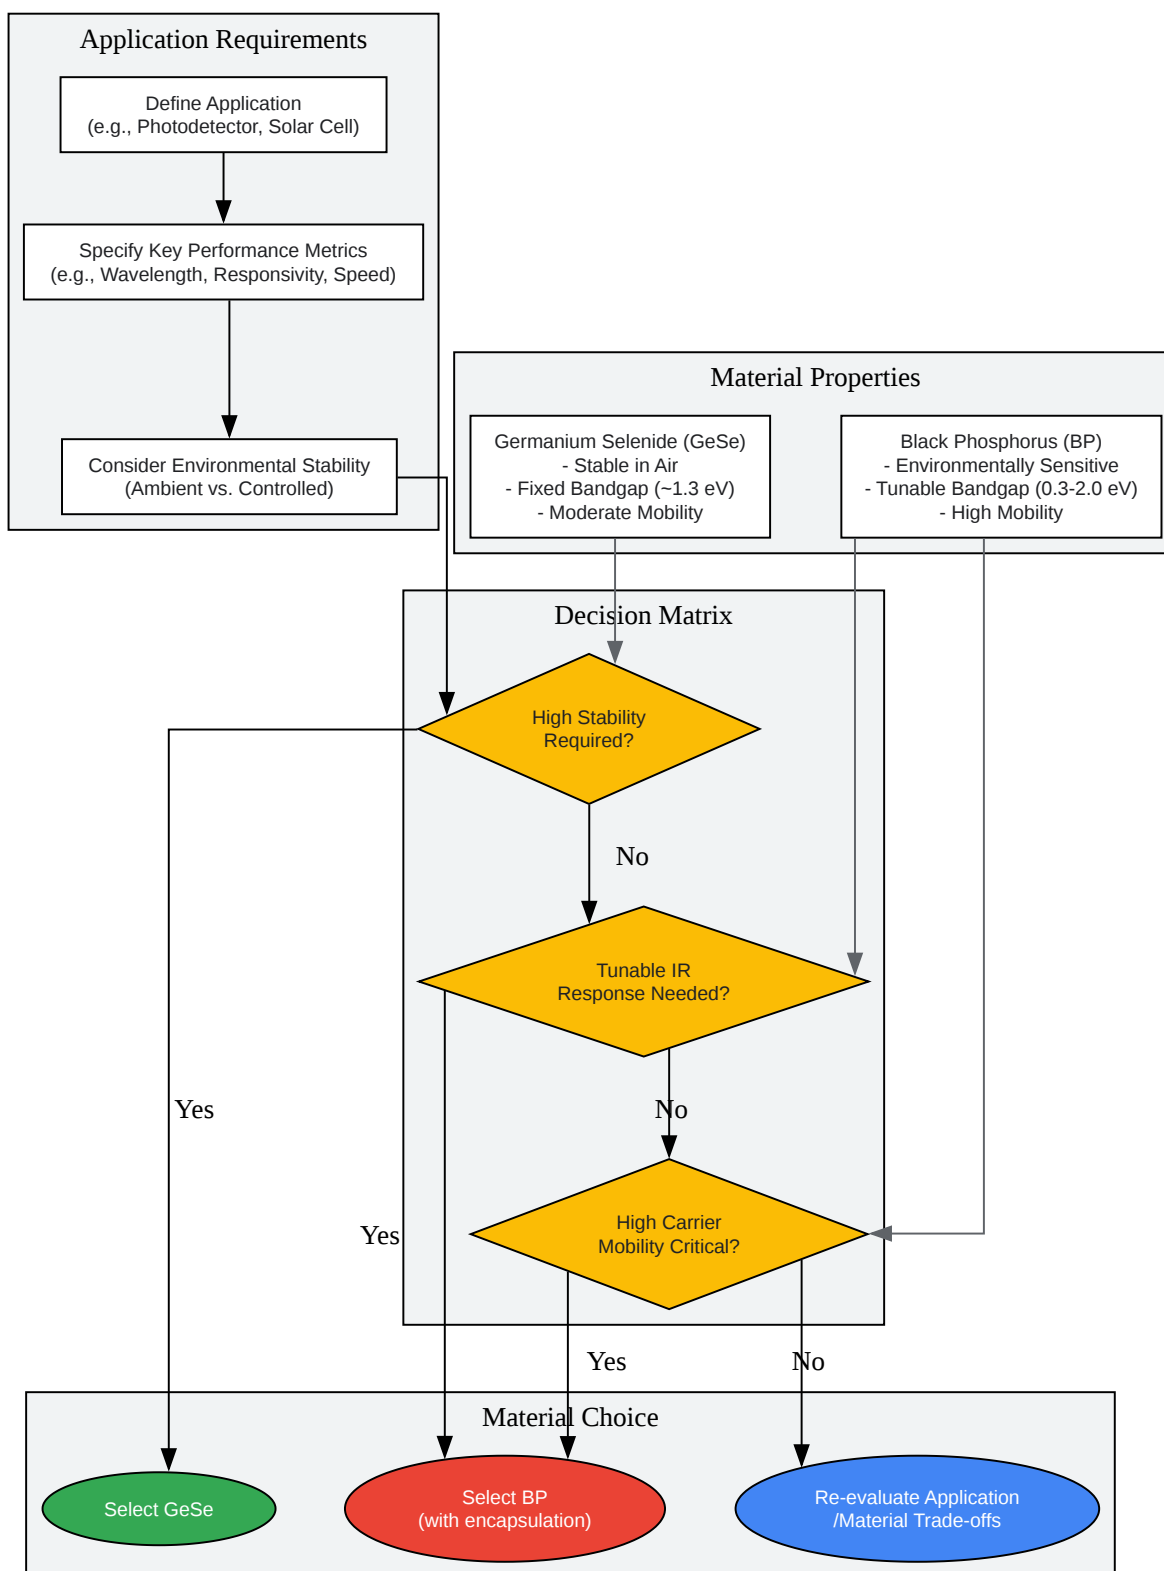 Application Requirements
Define Application
(e.g., Photodetector, Solar Cell)
Specify Key Performance Metrics
(e.g., Wavelength, Responsivity, Speed)
Consider Environmental Stability
(Ambient vs. Controlled)
Material Properties
Germanium Selenide (GeSe)
- Stable in Air
- Fixed Bandgap (~1.3 eV)
- Moderate Mobility
Black Phosphorus (BP)
- Environmentally Sensitive
- Tunable Bandgap (0.3-2.0 eV)
- High Mobility
Decision Matrix
High Stability
Required?
No
Tunable IR
Response Needed?
Yes
No
High Carrier
Mobility Critical?
Yes
Yes
No
Material Choice
Select GeSe
Select BP
(with encapsulation)
Re-evaluate Application
/Material Trade-offs